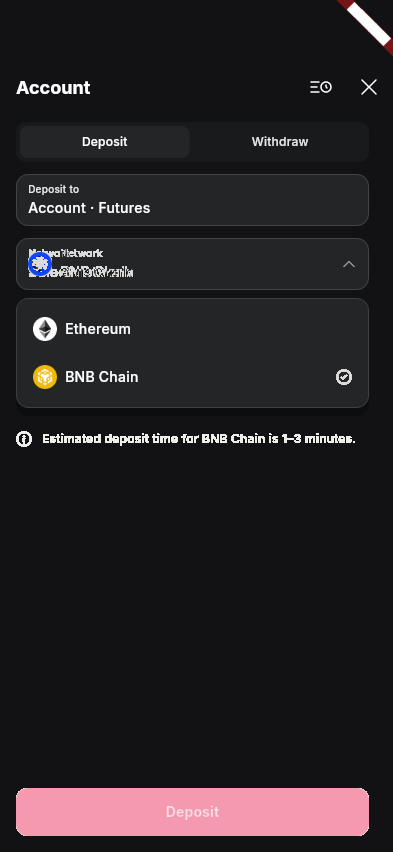 Account
Deposit
Withdraw
Deposit to
Account · Futures
Network
Ethereum
BNB Chain
Estimated deposit time for BNB Chain is 1–3 minutes.
Deposit